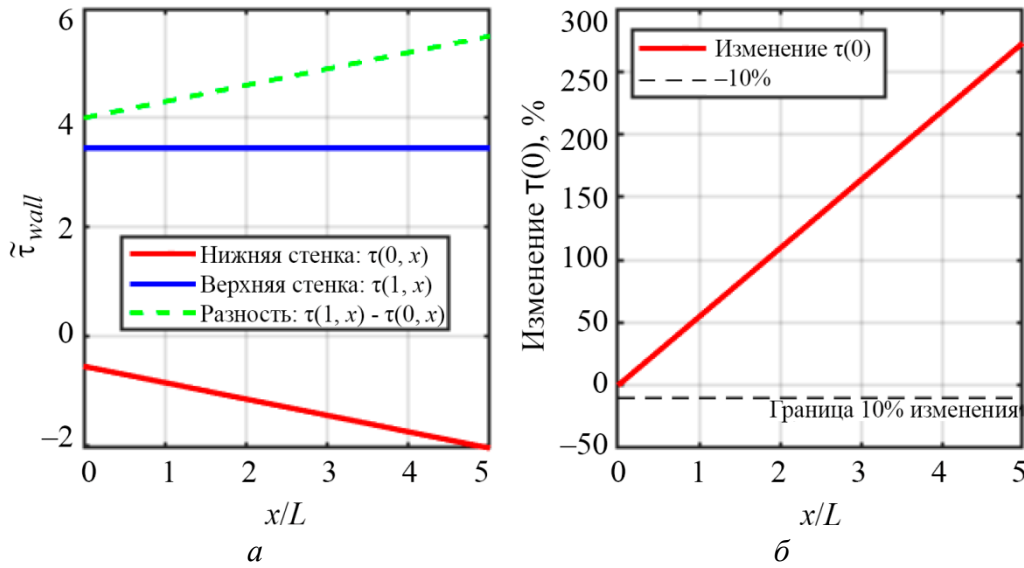 6
4
2
0
–2
τ̃wall
Нижняя стенка: τ(0, x)
Верхняя стенка: τ(1, x)
Разность: τ(1, x) - τ(0, x)
0 1 2 3 4 5
x/L
а
300
250
200
150
100
50
0
–50
Изменение τ(0), %
Изменение τ(0)
–10%
Граница 10% изменения
0 1 2 3 4 5
x/L
б